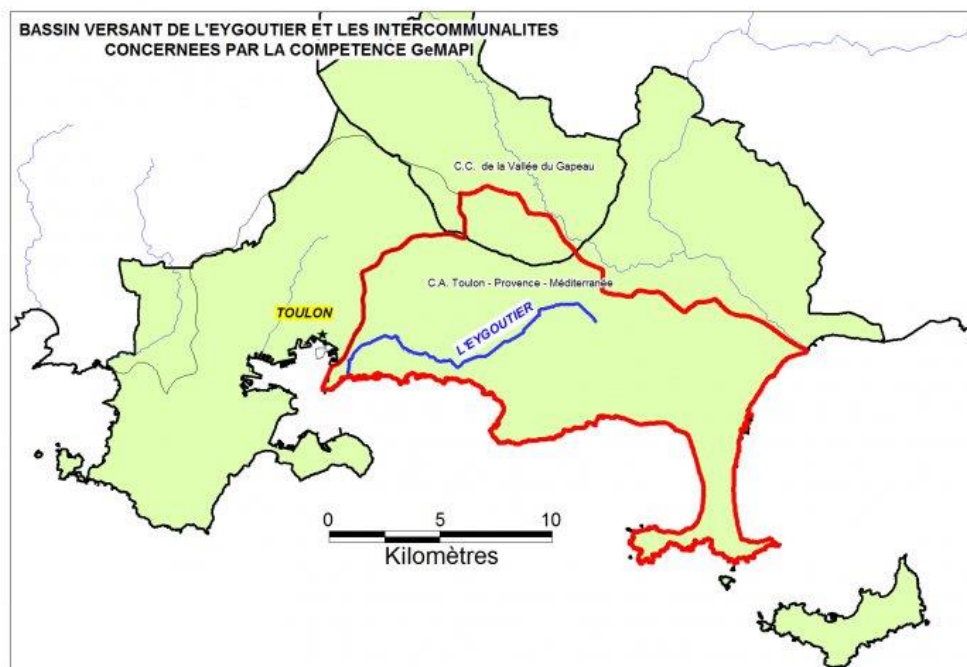 BASSIN VERSANT DE L'EYGOUTIER ET LES INTERCOMMUNALITES
CONCERNEES PAR LA COMPETENCE GeMAPI
C.C. de la Vallée du Gapeau
C.A. Toulon - Provence - Méditerranée
TOULON
L'EYGOUTIER
0 5 10
Kilomètres